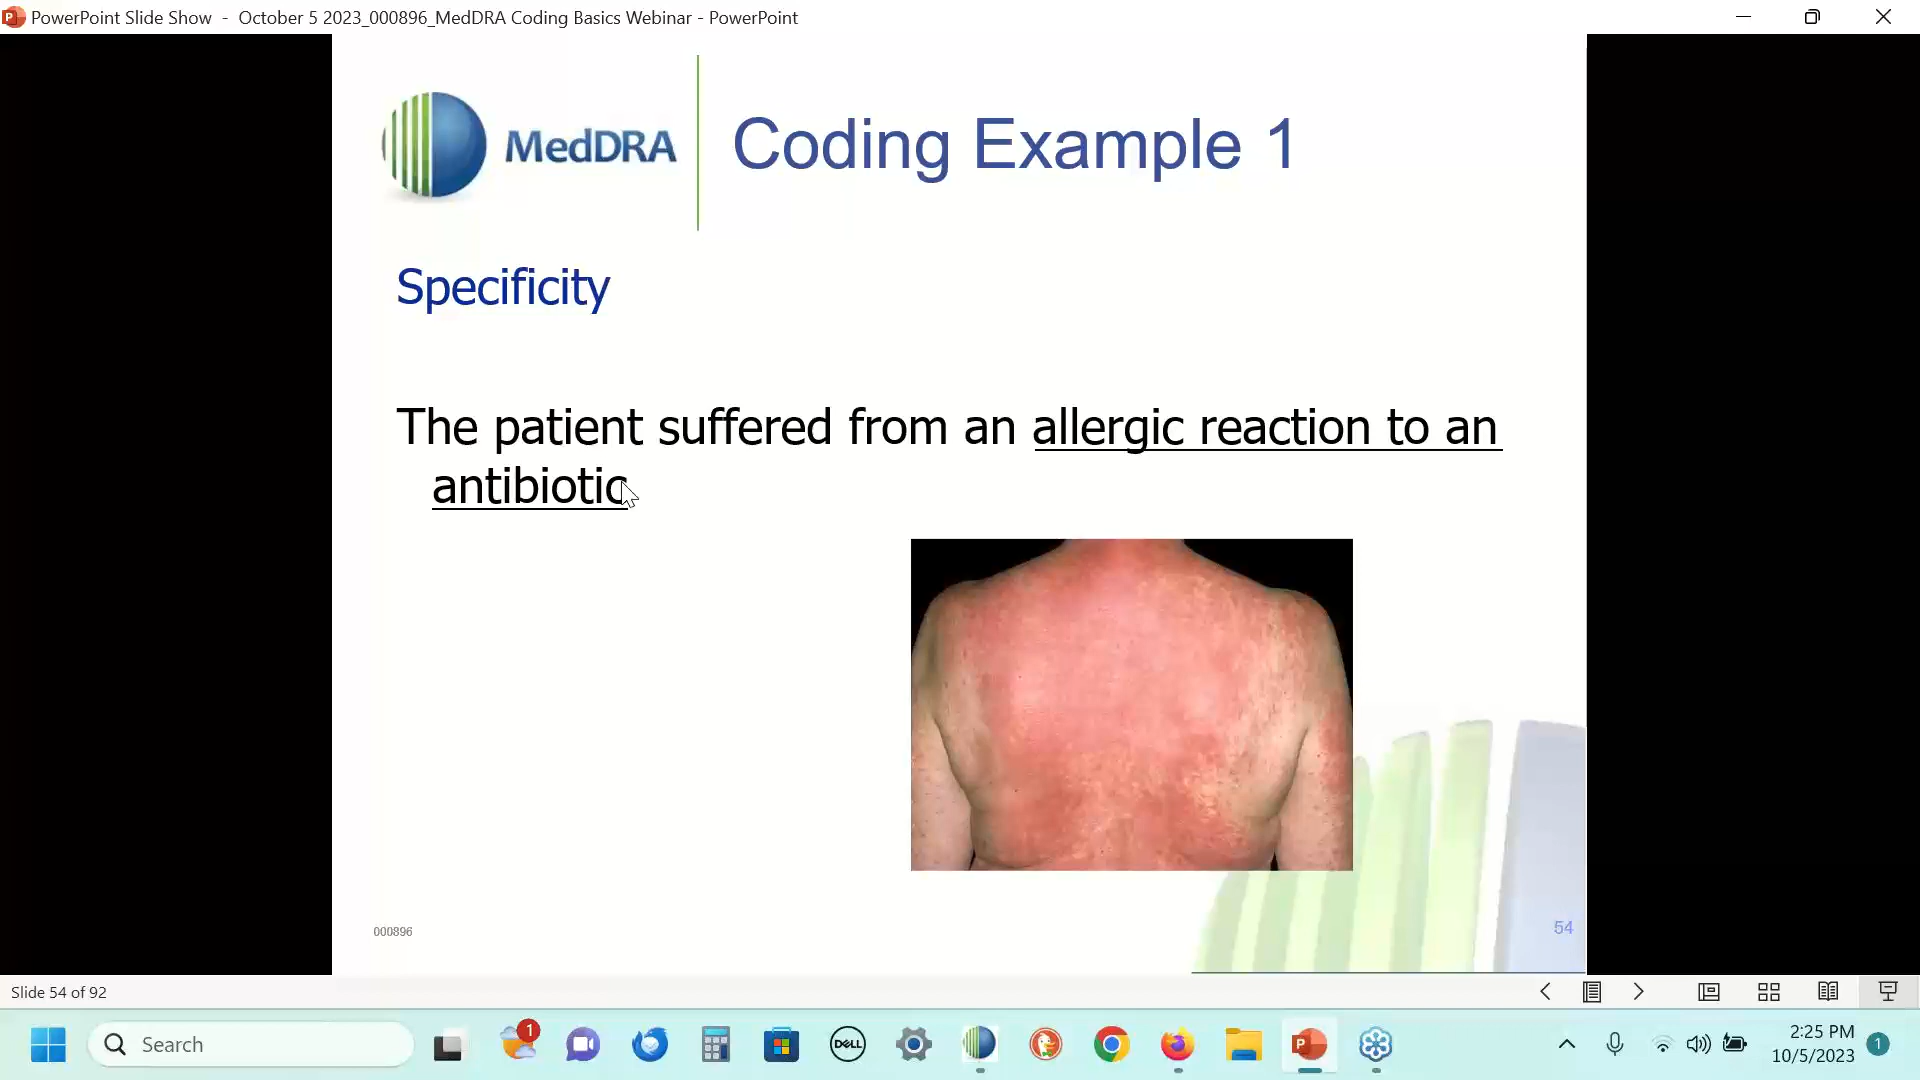 PowerPoint Slide Show - October 5 2023_000896_MedDRA Coding Basics Webinar - PowerPoint
MedDRA
Coding Example 1
Specificity
The patient suffered from an allergic reaction to an
antibiotic
000896
54
Slide 54 of 92
Search
1
DELL
2:25 PM
10/5/2023
1